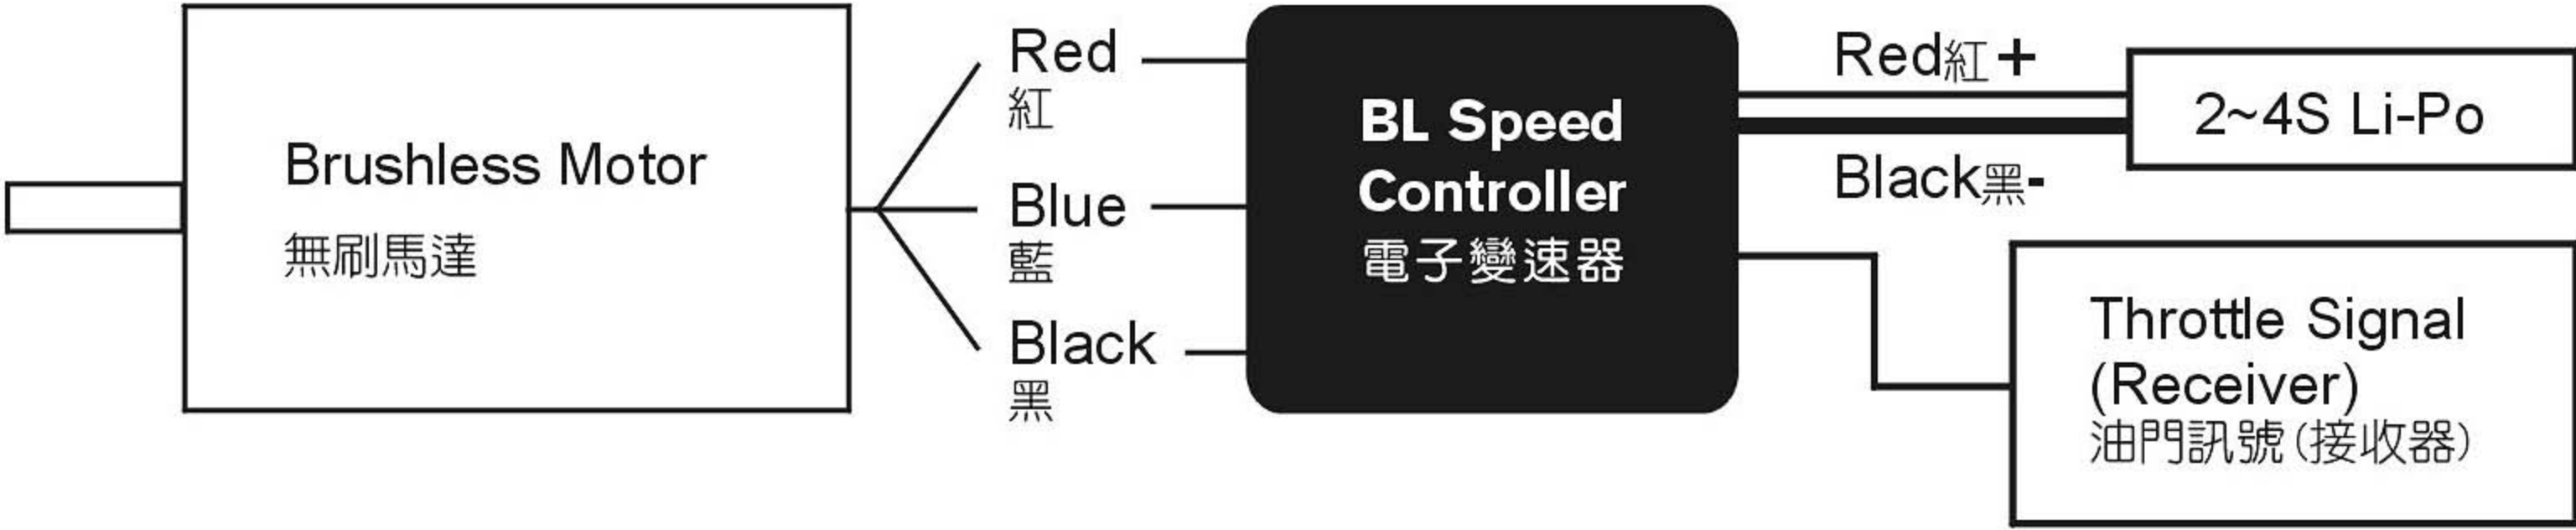 Brushless Motor
無刷馬達
Red
紅
Blue
藍
Black
黑
BL Speed
Controller
電子變速器
Red紅+
Black黑-
2~4S Li-Po
Throttle Signal
(Receiver)
油門訊號(接收器)